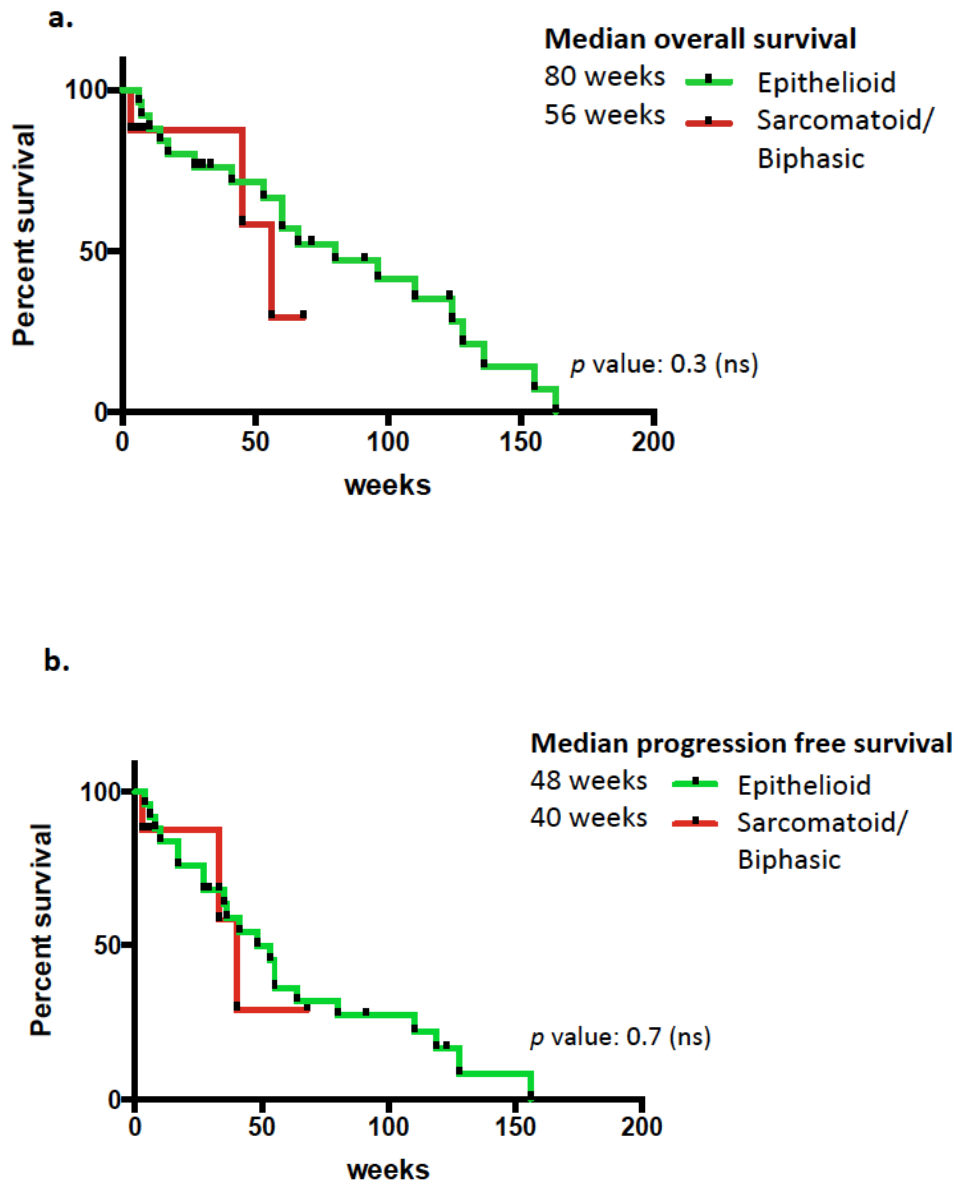 a.
Median overall survival
80 weeks Epithelioid
56 weeks Sarcomatoid/
Biphasic
Percent survival
100
50
0
0 50 100 150 200
weeks
p value: 0.3 (ns)
b.
Median progression free survival
48 weeks Epithelioid
40 weeks Sarcomatoid/
Biphasic
Percent survival
100
50
0
0 50 100 150 200
weeks
p value: 0.7 (ns)